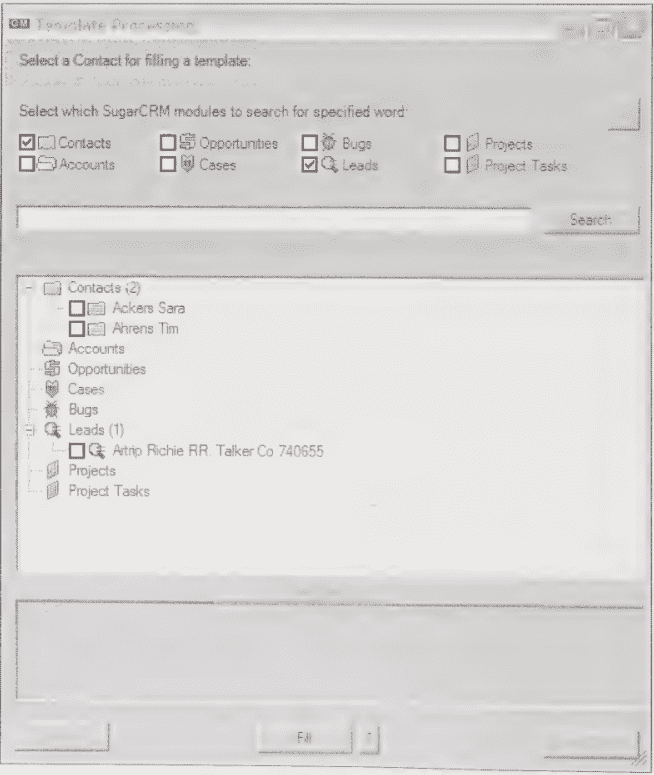 Template Processing
Select a Contact for filling a template:
Select which SugarCRM modules to search for specified word:
Contacts Opportunities Bugs Projects
Accounts Cases Leads Project Tasks
Search
Contacts (2)
Ackers Sara
Ahrens Tim
Accounts
Opportunities
Cases
Bugs
Leads (1)
Artrip Richie RR. Talker Co 740655
Projects
Project Tasks
Fill